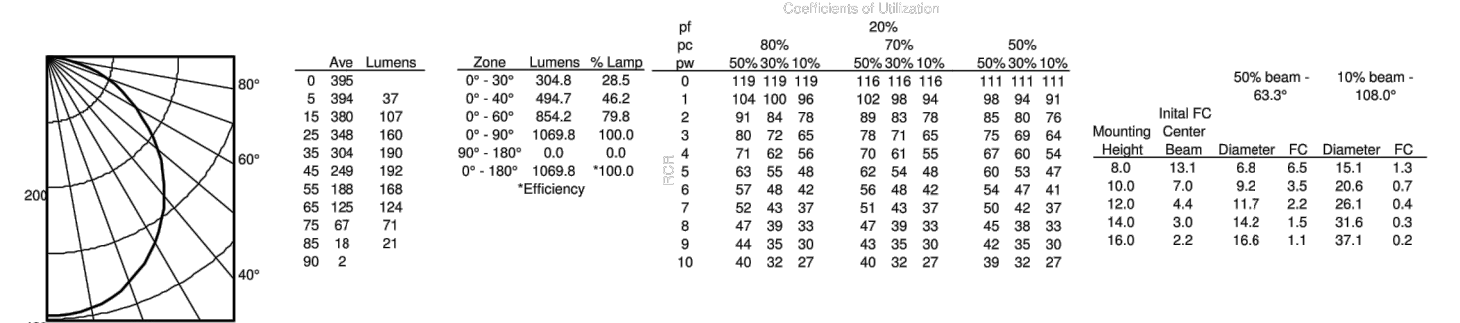 200
80°
60°
40°
Ave Lumens
0 395
5 394 37
15 380 107
25 348 160
35 304 190
45 249 192
55 188 168
65 125 124
75 67 71
85 18 21
90 2
Zone Lumens % Lamp
0° - 30° 304.8 28.5
0° - 40° 494.7 46.2
0° - 60° 854.2 79.8
0° - 90° 1069.8 100.0
90° - 180° 0.0 0.0
0° - 180° 1069.8 *100.0
*Efficiency
Coefficients of Utilization
pf 20%
pc 80% 70% 50%
pw 50% 30% 10% 50% 30% 10% 50% 30% 10%
RCR
0 119 119 119 116 116 116 111 111 111
1 104 100 96 102 98 94 98 94 91
2 91 84 78 89 83 78 85 80 76
3 80 72 65 78 71 65 75 69 64
4 71 62 56 70 61 55 67 60 54
5 63 55 48 62 54 48 60 53 47
6 57 48 42 56 48 42 54 47 41
7 52 43 37 51 43 37 50 42 37
8 47 39 33 47 39 33 45 38 33
9 44 35 30 43 35 30 42 35 30
10 40 32 27 40 32 27 39 32 27
50% beam - 10% beam -
63.3° 108.0°
Inital FC
Mounting Center
Height Beam Diameter FC Diameter FC
8.0 13.1 6.8 6.5 15.1 1.3
10.0 7.0 9.2 3.5 20.6 0.7
12.0 4.4 11.7 2.2 26.1 0.4
14.0 3.0 14.2 1.5 31.6 0.3
16.0 2.2 16.6 1.1 37.1 0.2